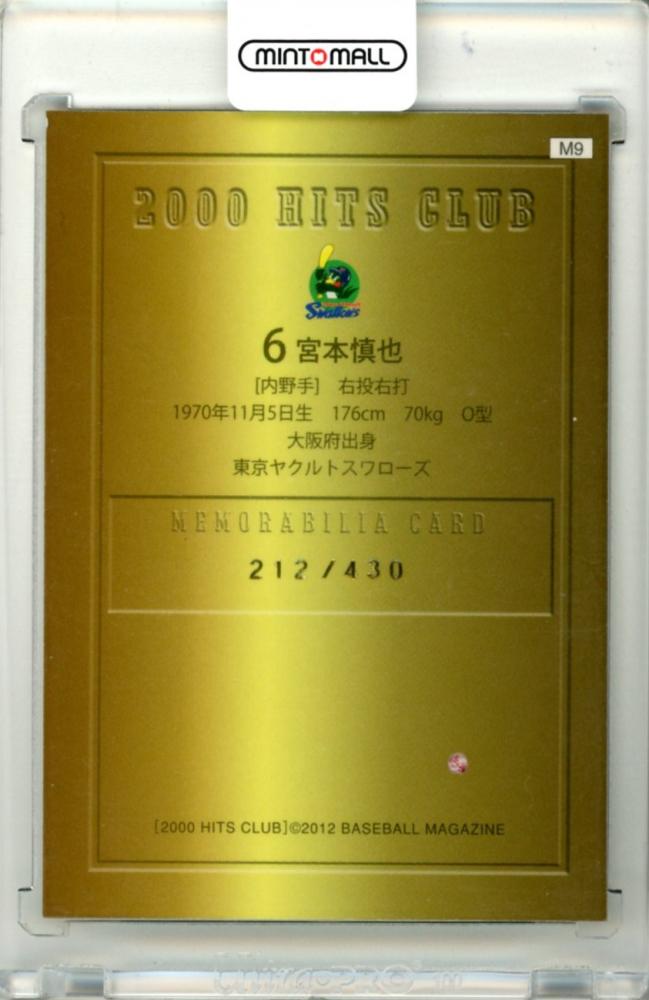 MINTOMALL
M9
2000 HITS CLUB
Swallows
6 宮本慎也
[内野手] 右投右打
1970年11月5日生 176cm 70kg O型
大阪府出身
東京ヤクルトスワローズ
MEMORABILIA CARD
212/430
[2000 HITS CLUB]©2012 BASEBALL MAGAZINE